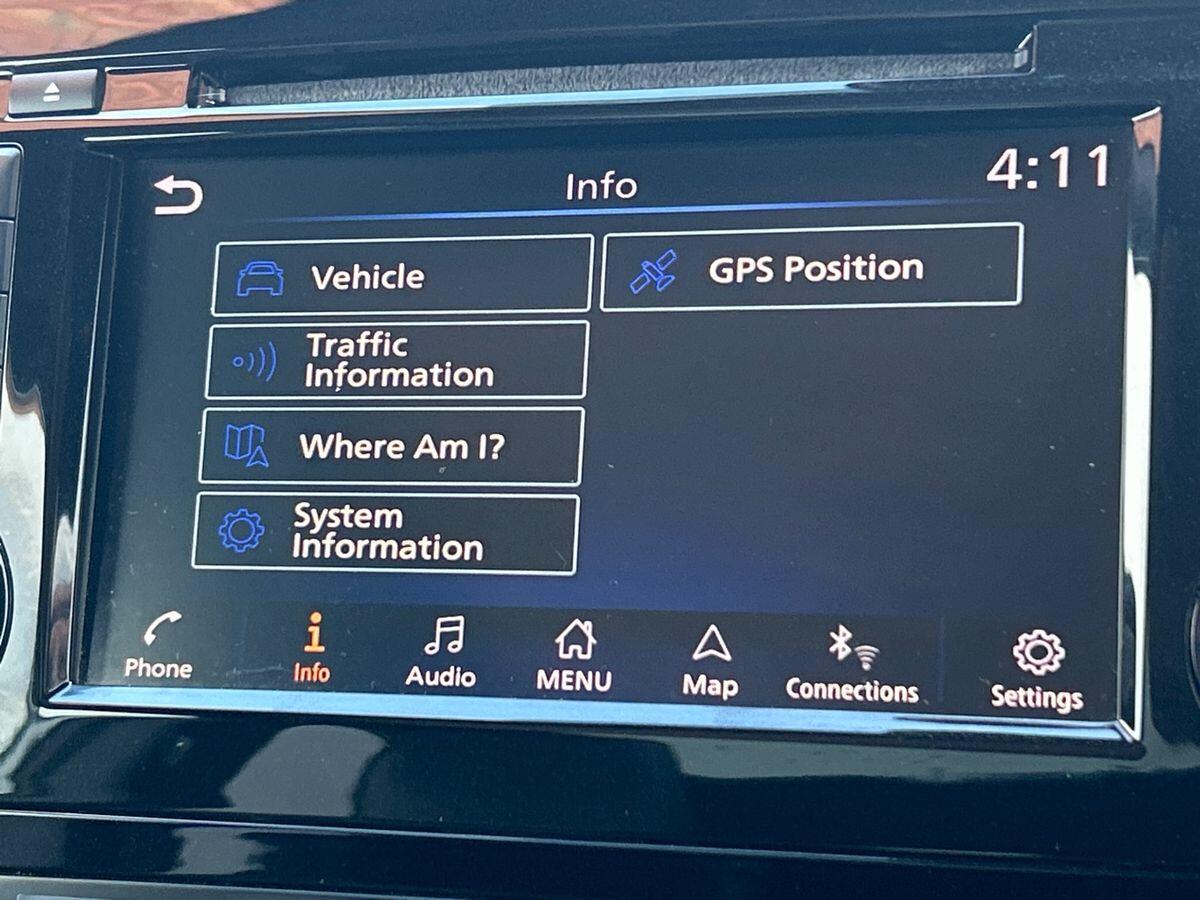 Info
4:11
Vehicle
GPS Position
Traffic
Information
Where Am I?
System
Information
Phone
Info
Audio
MENU
Map
Connections
Settings